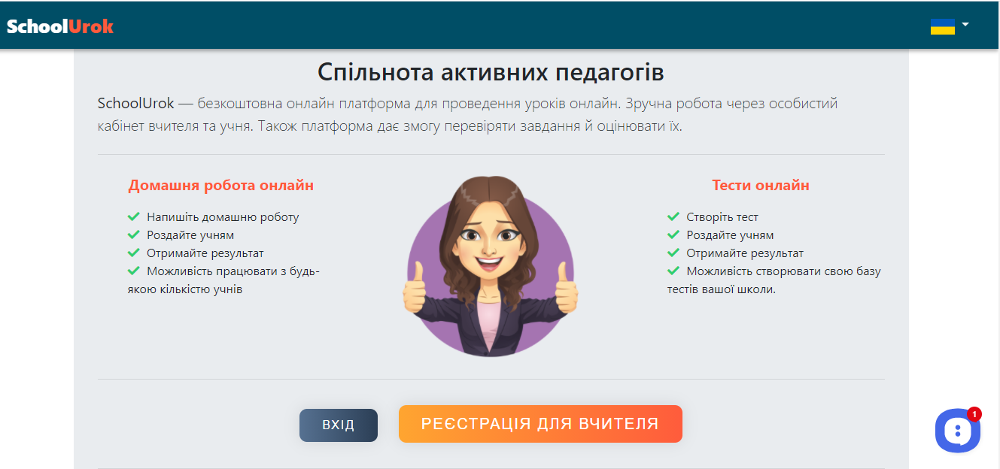 SchoolUrok
Спільнота активних педагогів
SchoolUrok — безкоштовна онлайн платформа для проведення уроків онлайн. Зручна робота через особистий
кабінет вчителя та учня. Також платформа дає змогу перевіряти завдання й оцінювати їх.
Домашня робота онлайн
Напишіть домашню роботу
Роздайте учням
Отримайте результат
Можливість працювати з будь-
якою кількістю учнів
Тести онлайн
Створіть тест
Роздайте учням
Отримайте результат
Можливість створювати свою базу
тестів вашої школи.
ВХІД
РЕЄСТРАЦІЯ ДЛЯ ВЧИТЕЛЯ
1